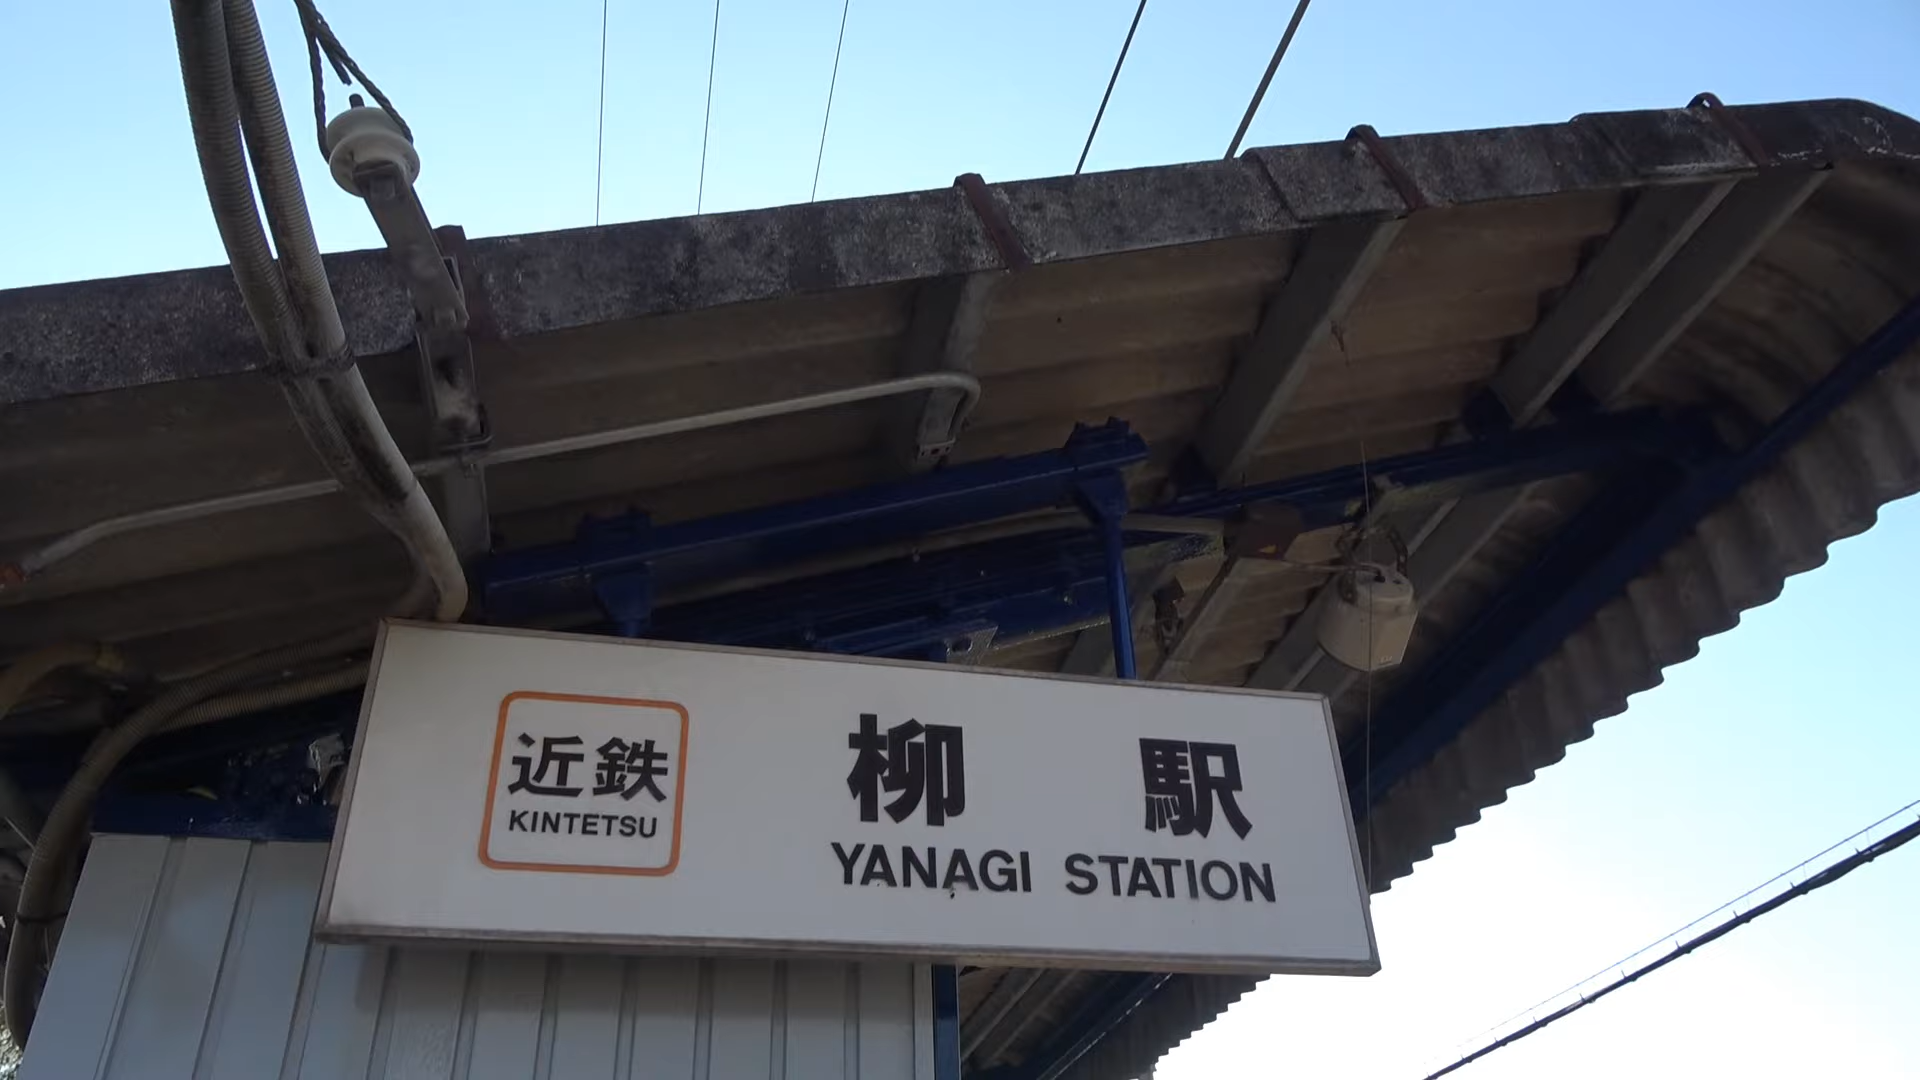 近鉄
KINTETSU
柳 駅
YANAGI STATION